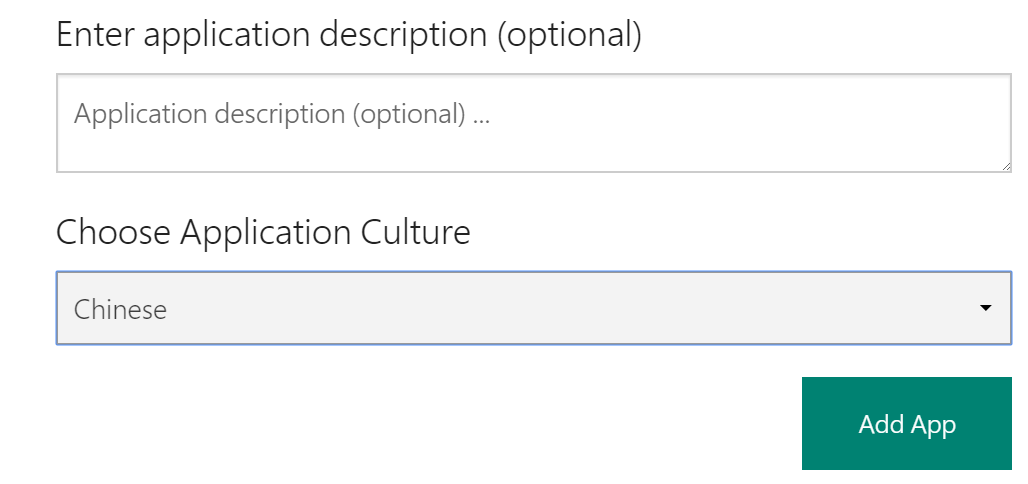 Enter application description (optional)
Application description (optional) ...
Choose Application Culture
Chinese
Add App